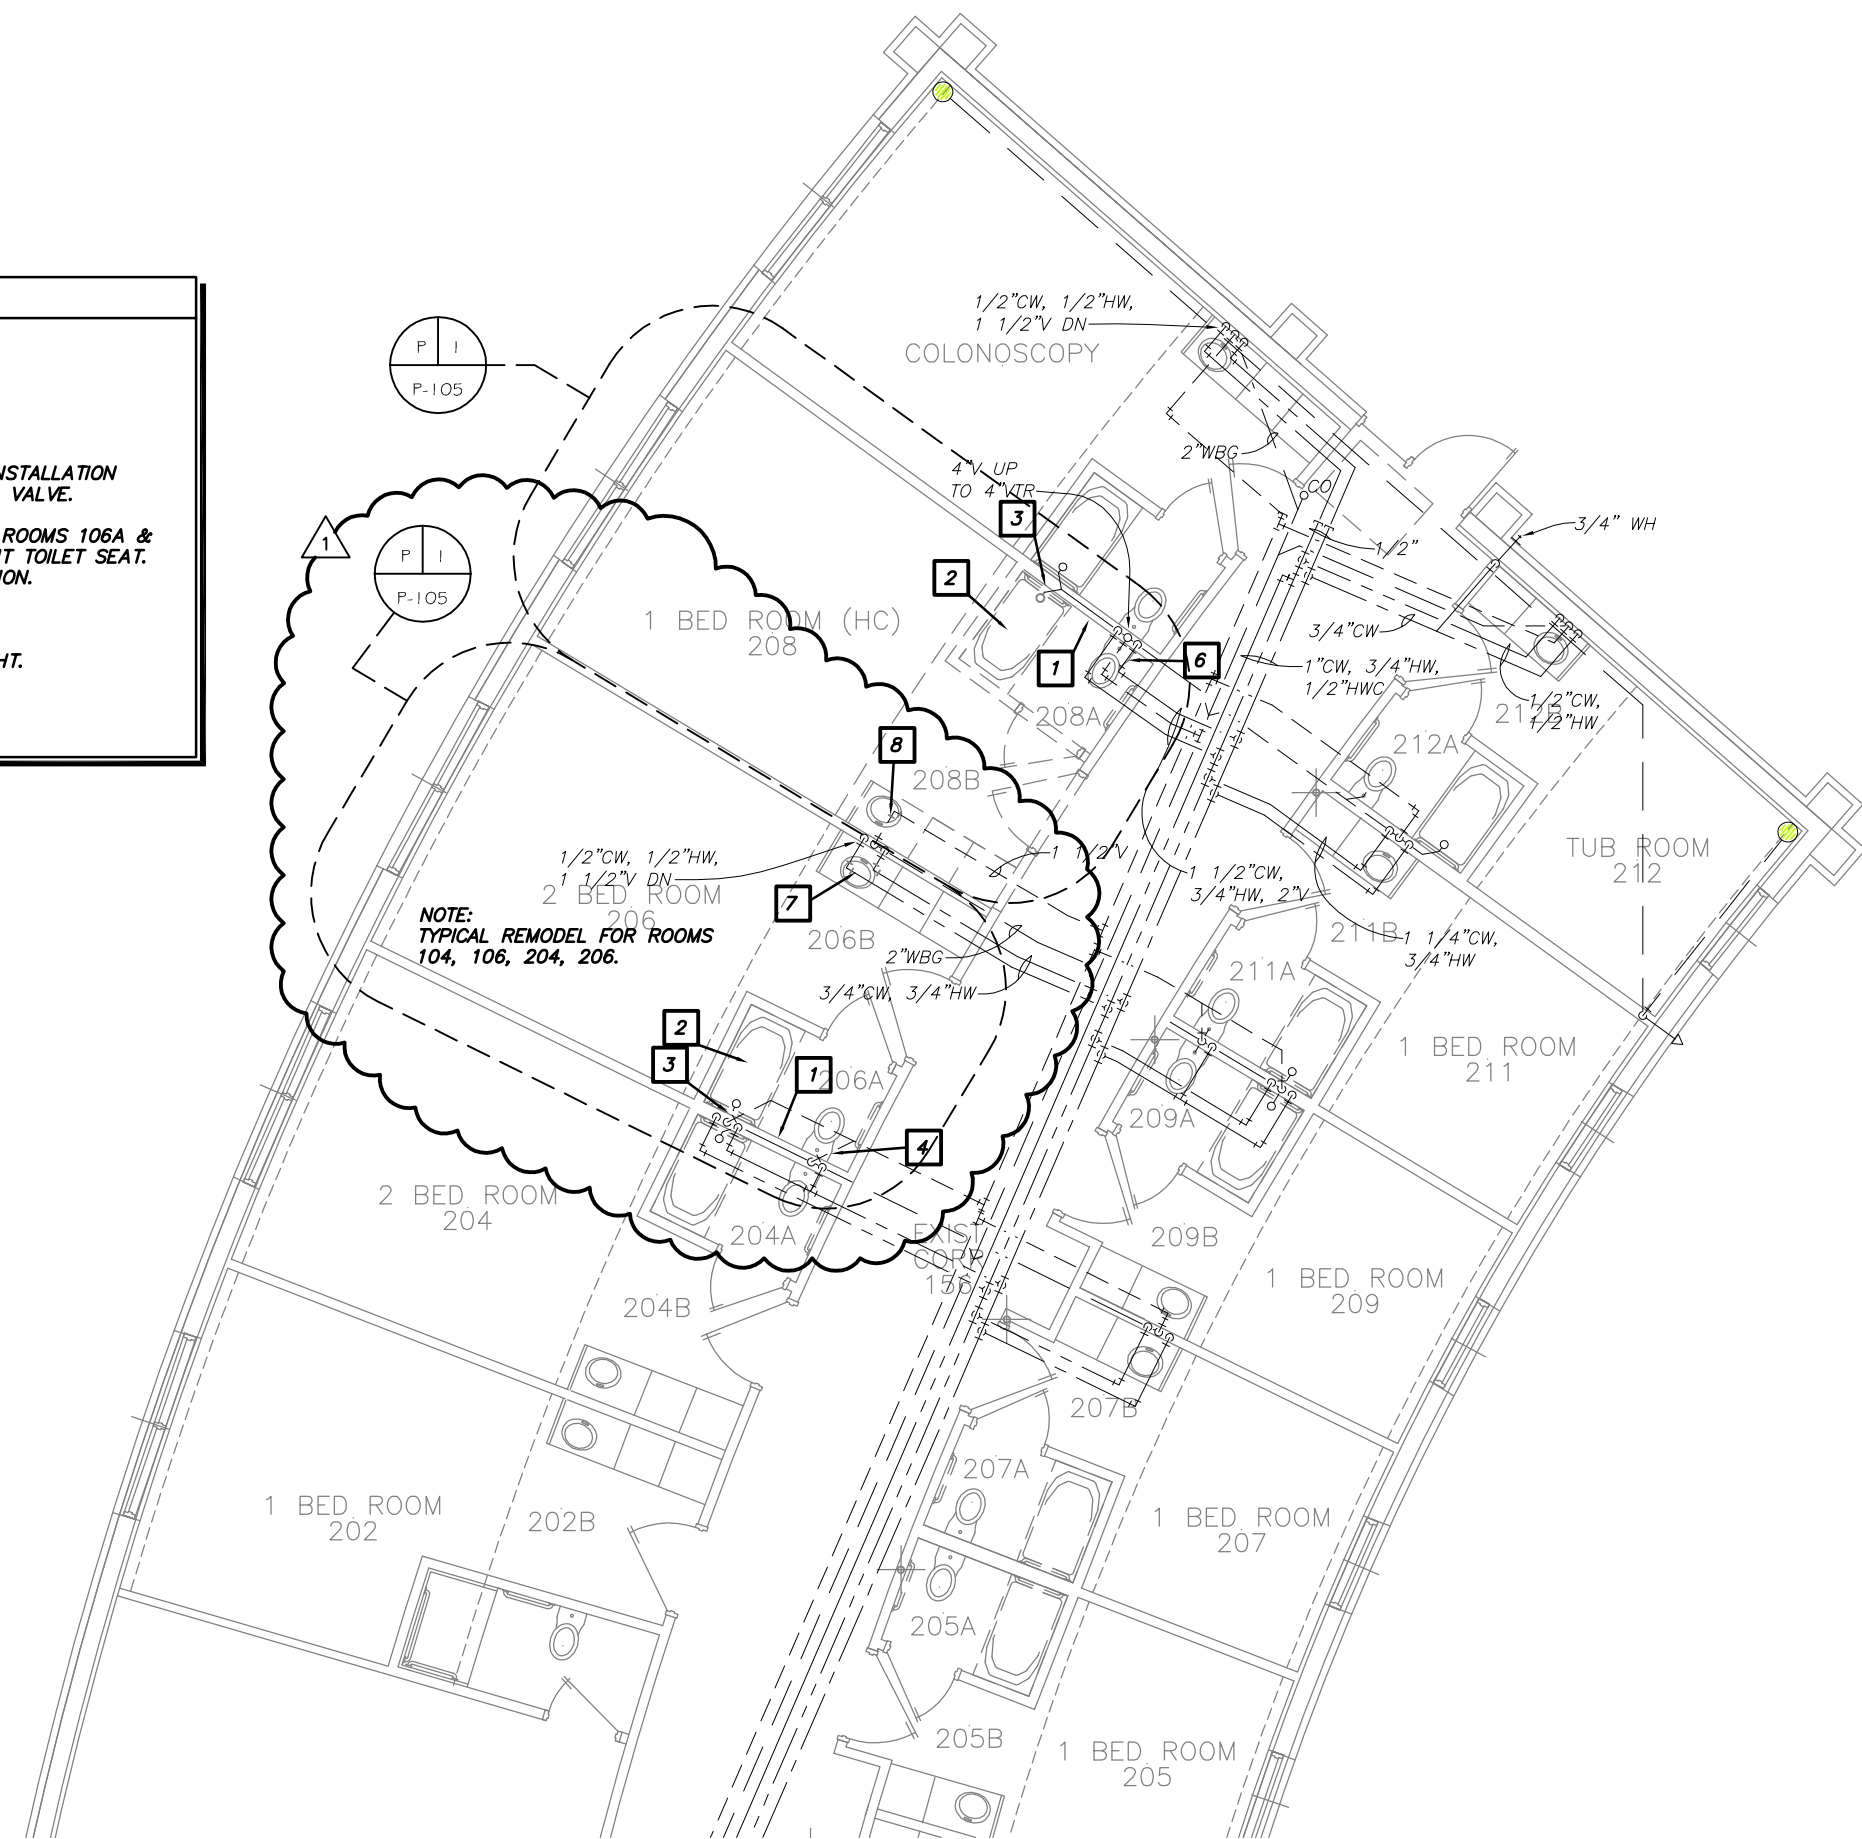 NSTALLATION
VALVE.
ROOMS 106A &
IT TOILET SEAT.
ION.
HT.
P I
P-105
1
P I
P-105
1/2"CW, 1/2"HW,
1 1/2"V DN
COLONOSCOPY
2"WBG
4"V UP
TO 4"VTR
CO
3/4" WH
1/2"
3
2
1
6
1 BED ROOM (HC)
208
3/4"CW
1"CW, 3/4"HW,
1/2"HWC
1/2"CW,
1/2"HW
208A
212B
212A
8
208B
1/2"CW, 1/2"HW,
1 1/2"V DN
1 1/2"V
TUB ROOM
212
1 1/2"CW,
3/4"HW, 2"V
2 BED ROOM
206
7
NOTE:
TYPICAL REMODEL FOR ROOMS
104, 106, 204, 206.
206B
211B
1 1/4"CW,
3/4"HW
2"WBG
3/4"CW, 3/4"HW
211A
2
3
1
206A
1 BED ROOM
211
209A
4
2 BED ROOM
204
204A
EXIST
CORR
156
209B
1 BED ROOM
209
204B
207B
207A
1 BED ROOM
202
202B
1 BED ROOM
207
205A
205B
1 BED ROOM
205